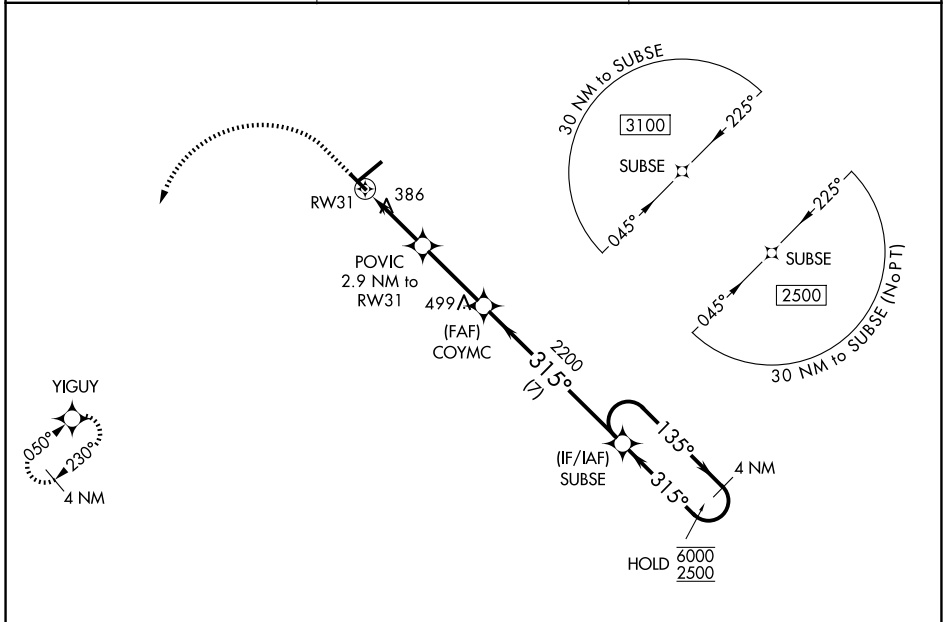 30 NM to SUBSE
3100
225°
SUBSE
045°
225°
SUBSE
2500
045°
30 NM to SUBSE (NoPT)
RW31
386
POVIC
2.9 NM to
RW31
499
(FAF)
COYMC
2200
315°
(7)
YIGUY
050°
230°
4 NM
(IF/IAF)
SUBSE
135°
315°
4 NM
HOLD
6000
2500